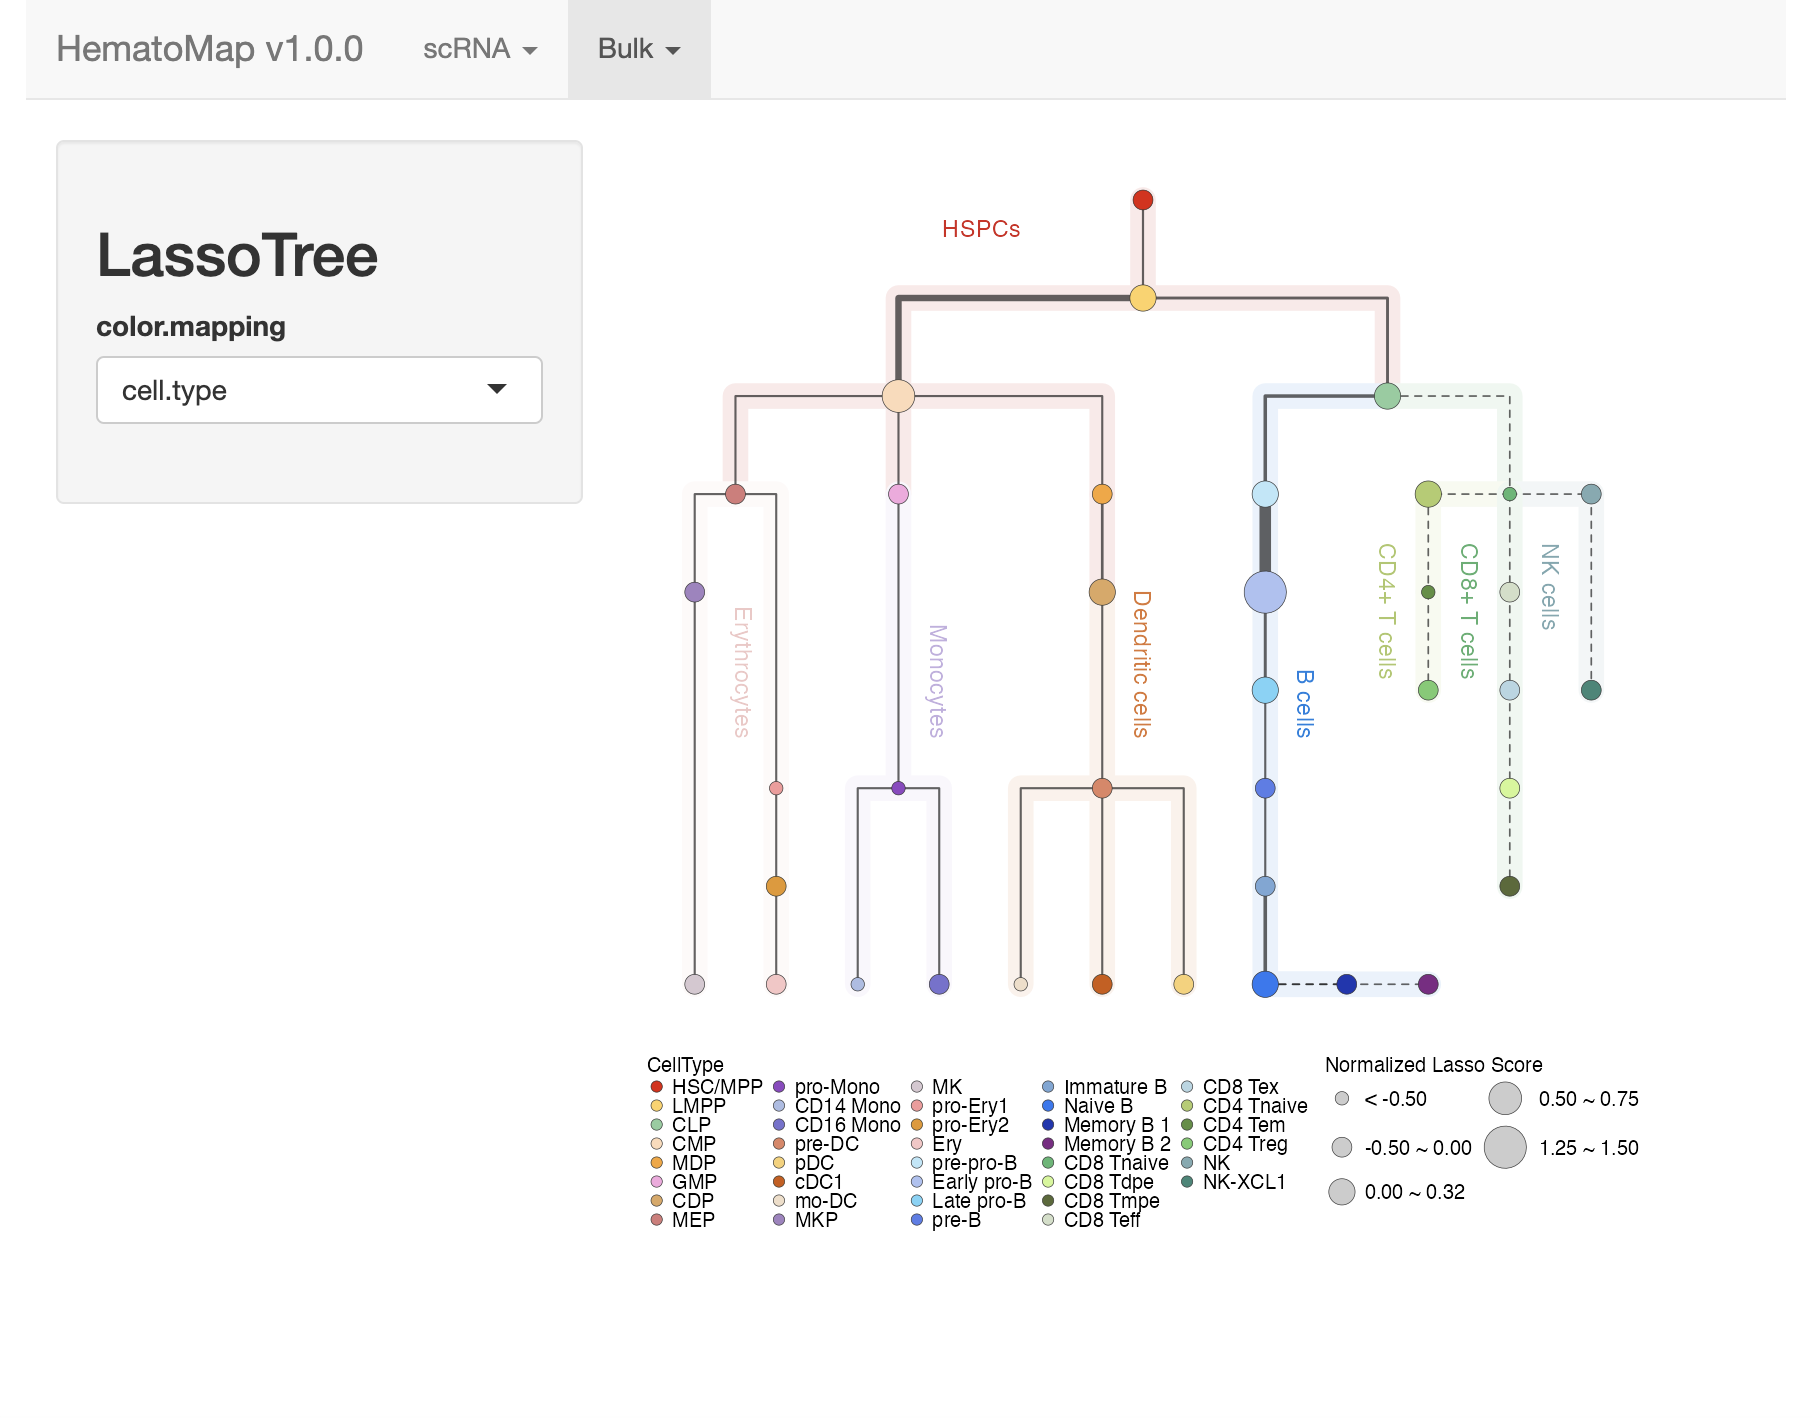 HematoMap v1.0.0 scRNA Bulk
LassoTree
color.mapping
cell.type
HSPCs
Erythrocytes
Monocytes
Dendritic cells
B cells
CD4+ T cells
CD8+ T cells
NK cells
CellType
HSC/MPP
LMPP
CLP
CMP
MDP
GMP
CDP
MEP
pro-Mono
CD14 Mono
CD16 Mono
pre-DC
pDC
cDC1
mo-DC
MKP
MK
pro-Ery1
pro-Ery2
Ery
pre-pro-B
Early pro-B
Late pro-B
pre-B
Immature B
Naive B
Memory B 1
Memory B 2
CD8 Tnaive
CD8 Tdpe
CD8 Tmpe
CD8 Teff
CD8 Tex
CD4 Tnaive
CD4 Tem
CD4 Treg
NK
NK-XCL1
Normalized Lasso Score
< -0.50
-0.50 ~ 0.00
0.00 ~ 0.32
0.50 ~ 0.75
1.25 ~ 1.50